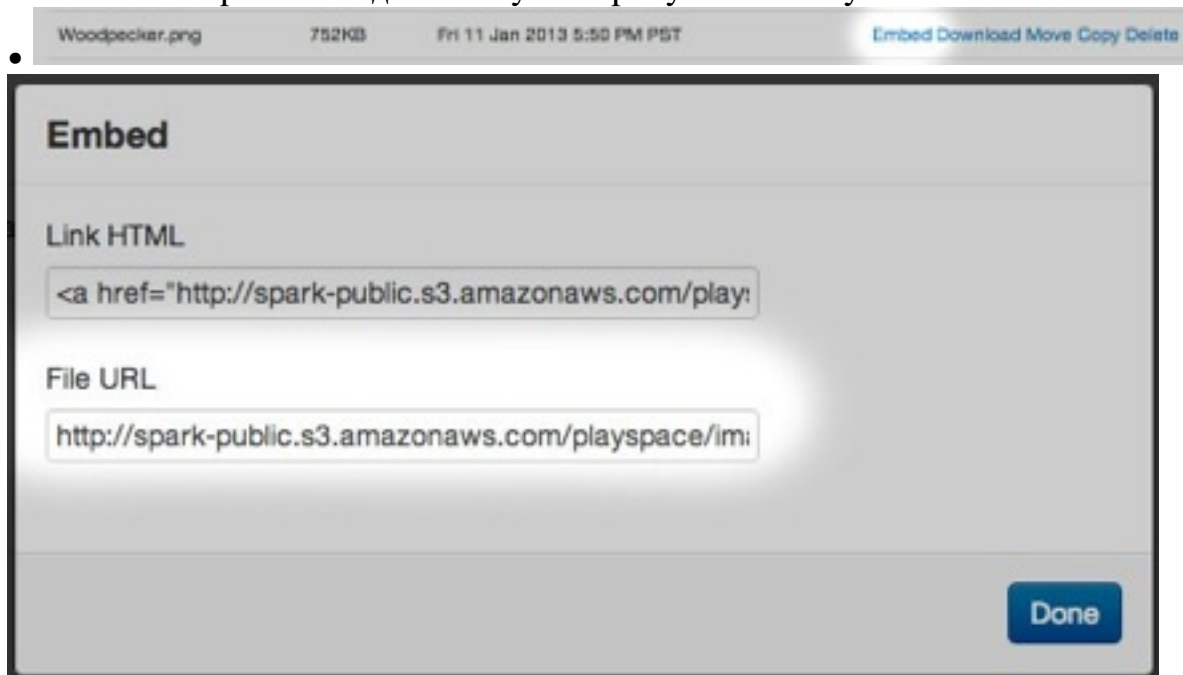 Woodpecker.png 752KB Fri 11 Jan 2013 5:50 PM PST Embed Download Move Copy Delete
Embed
Link HTML
<a href="http://spark-public.s3.amazonaws.com/play
File URL
http://spark-public.s3.amazonaws.com/playspace/im
Done